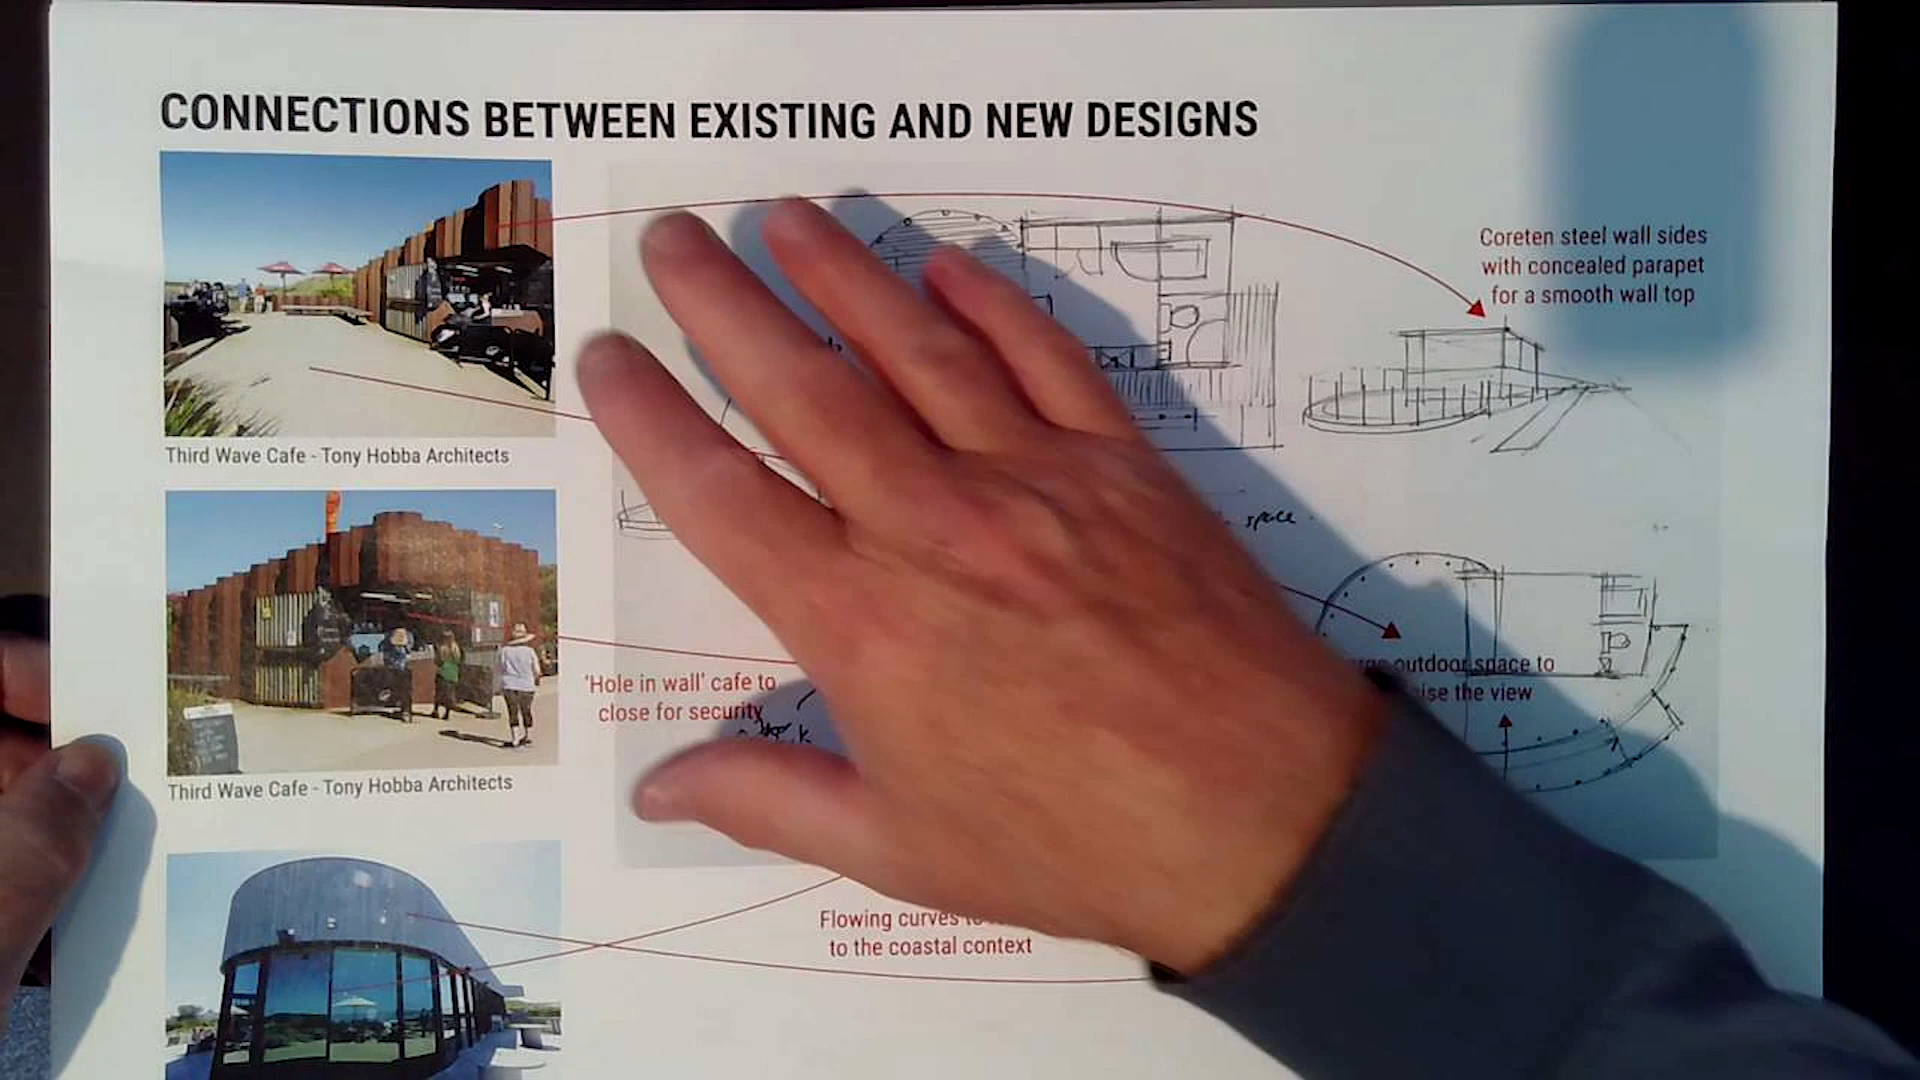 CONNECTIONS BETWEEN EXISTING AND NEW DESIGNS
Coreten steel wall sides
with concealed parapet
for a smooth wall top
Third Wave Cafe - Tony Hobba Architects
space
outdoor space to
the view
'Hole in wall' cafe to
close for security
Third Wave Cafe - Tony Hobba Architects
Flowing curves
to the coastal context